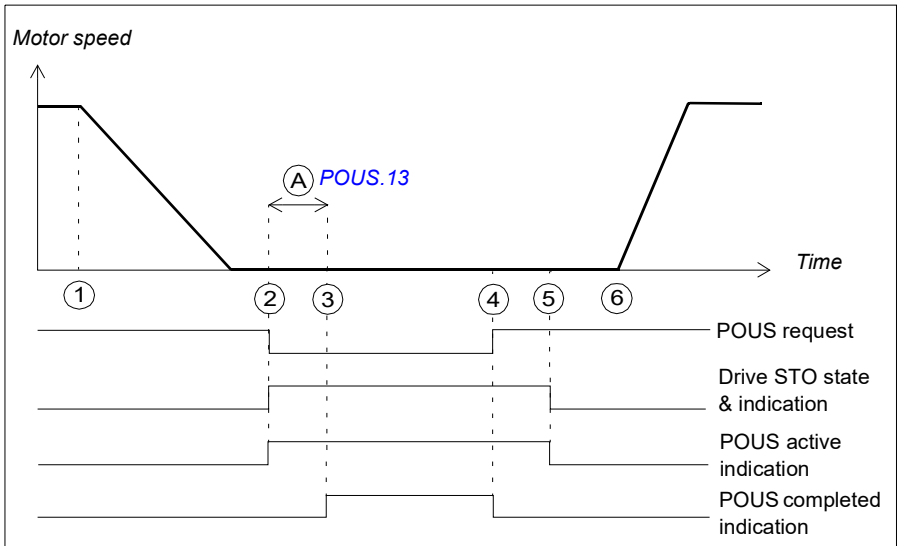 Motor speed
A POUS.13
Time
1 2 3 4 5 6
POUS request
Drive STO state
& indication
POUS active
indication
POUS completed
indication